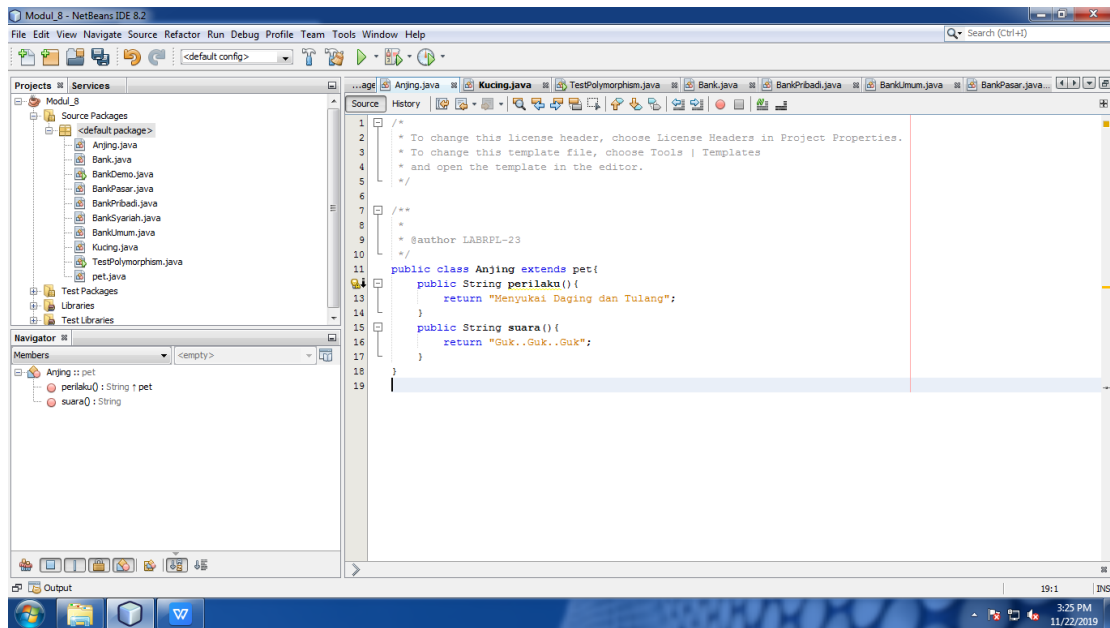 Modul_8 - NetBeans IDE 8.2
File Edit View Navigate Source Refactor Run Debug Profile Team Tools Window Help
Search (Ctrl+I)
<default config>
Projects Services
Modul_8
Source Packages
<default package>
Anjing.java
Bank.java
BankDemo.java
BankPasar.java
BankPribadi.java
BankSyariah.java
BankUmum.java
Kucing.java
TestPolymorphism.java
pet.java
Test Packages
Libraries
Test Libraries
Navigator
Members <empty>
Anjing :: pet
perilaku() : String ↑ pet
suara() : String
...age Anjing.java Kucing.java TestPolymorphism.java Bank.java BankPribadi.java BankUmum.java BankPasar.java...
Source History
1 /*
2 * To change this license header, choose License Headers in Project Properties.
3 * To change this template file, choose Tools | Templates
4 * and open the template in the editor.
5 */
6
7 /**
8 *
9 * @author LABRPL-23
10 */
11 public class Anjing extends pet{
public String perilaku(){
13 return "Menyukai Daging dan Tulang";
14 }
15 public String suara(){
16 return "Guk..Guk..Guk";
17 }
18 }
19
Output
19:1 INS
3:25 PM
11/22/2019